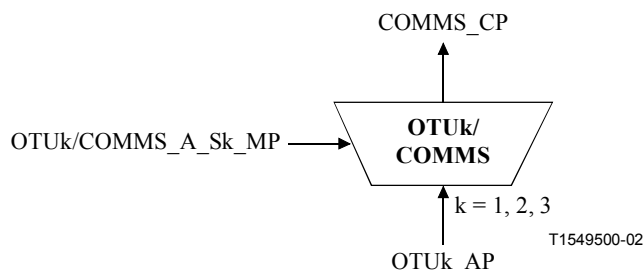 COMMS_CP
OTUk/COMMS_A_Sk_MP
OTUk/
COMMS
k = 1, 2, 3
T1549500-02
OTUk_AP